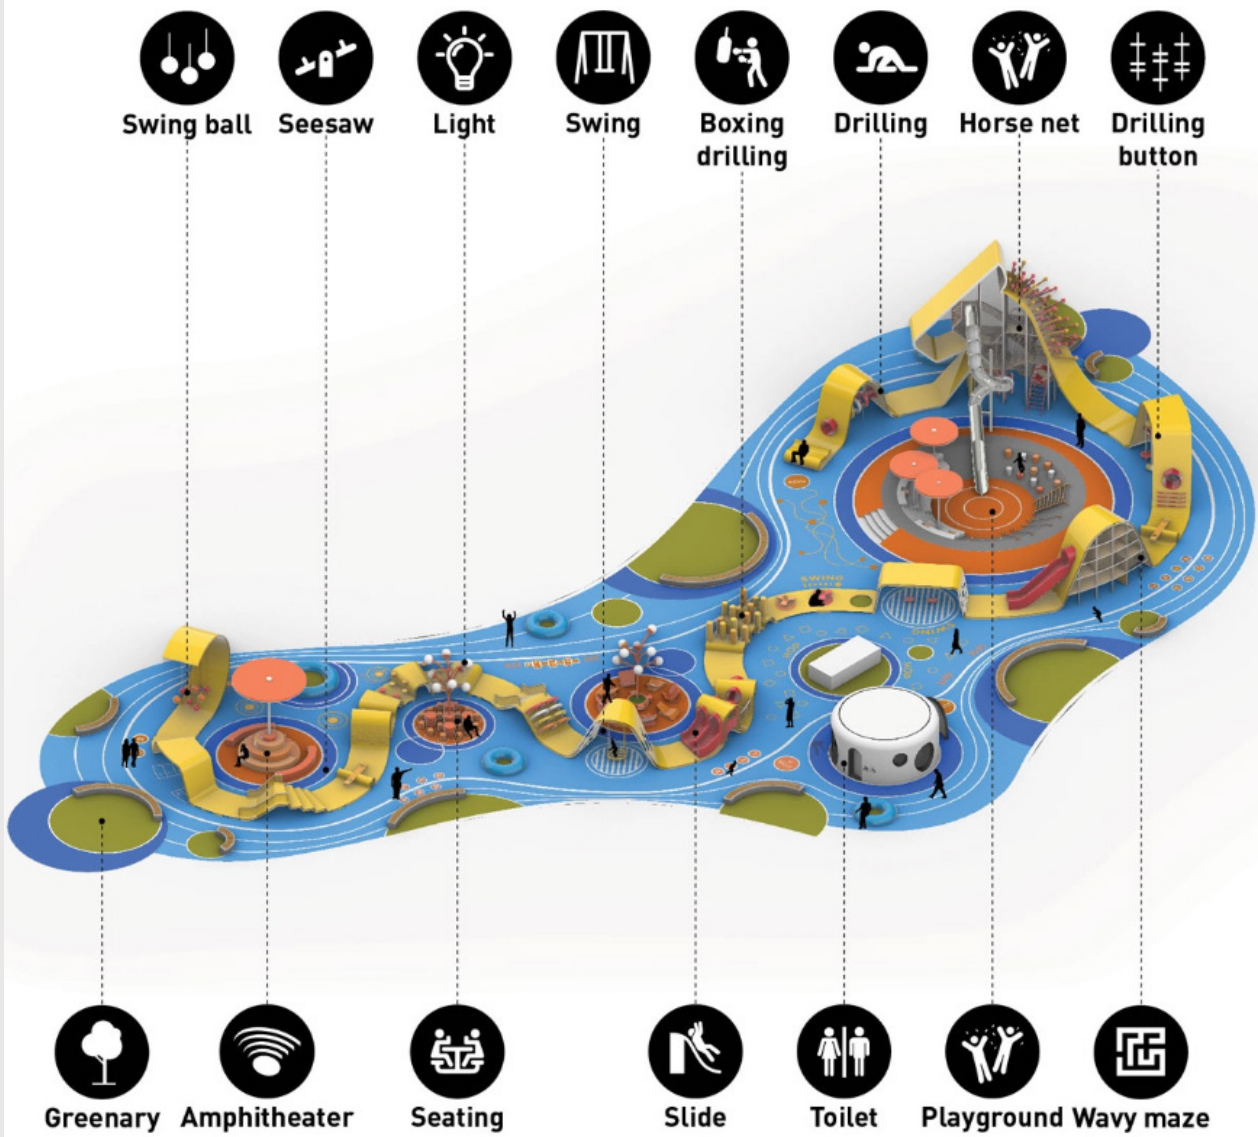 Swing ball
Seesaw
Light
Swing
Boxing
drilling
Drilling
Horse net
Drilling
button
SWING
Greenary
Amphitheater
Seating
Slide
Toilet
Playground
Wavy maze